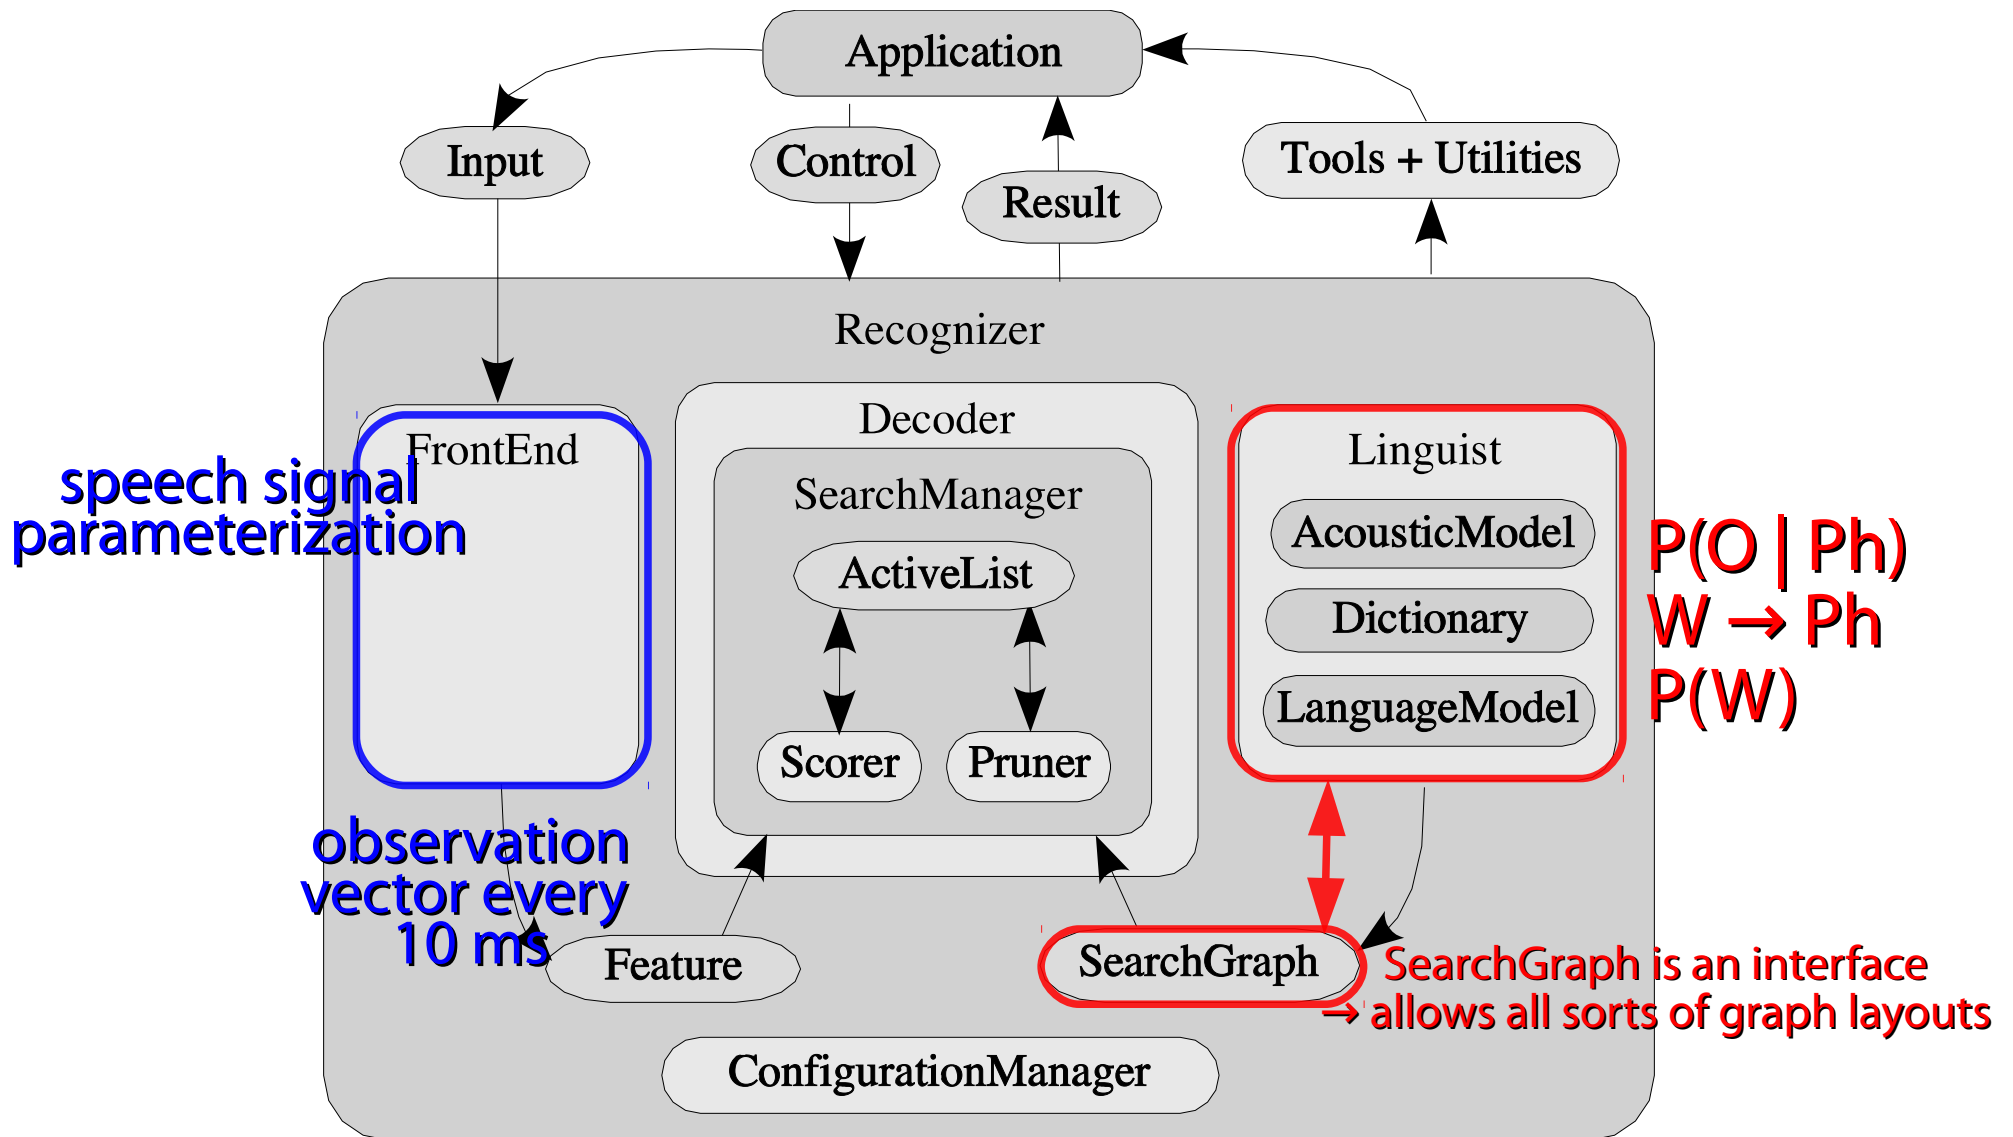 Application
Input
Control
Result
Tools + Utilities
Recognizer
FrontEnd
speech signal
parameterization
Decoder
SearchManager
ActiveList
Scorer
Pruner
Linguist
AcousticModel
Dictionary
LanguageModel
P(O | Ph)
W → Ph
P(W)
observation
vector every
10 ms
Feature
SearchGraph
SearchGraph is an interface
→ allows all sorts of graph layouts
ConfigurationManager